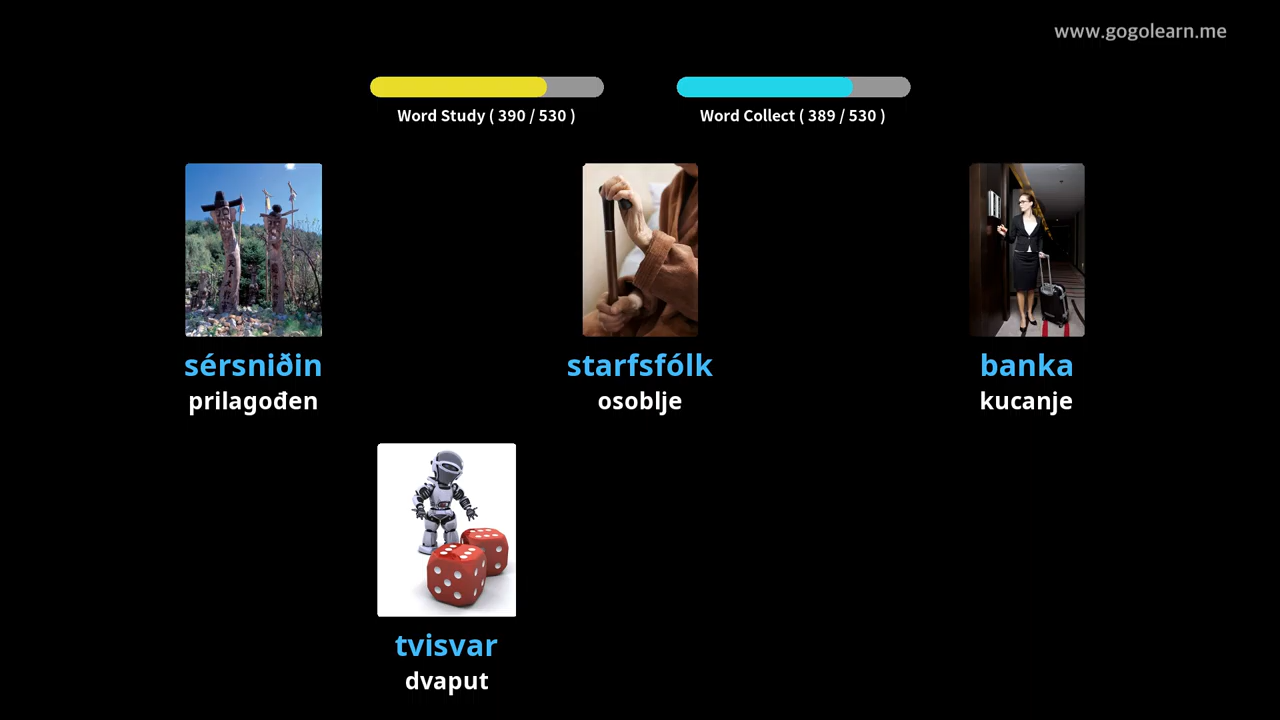 www.gogolearn.me
Word Study ( 390 / 530 )
Word Collect ( 389 / 530 )
sérsniðin
prilagođen
starfsfólk
osoblje
banka
kucanje
tvisvar
dvaput